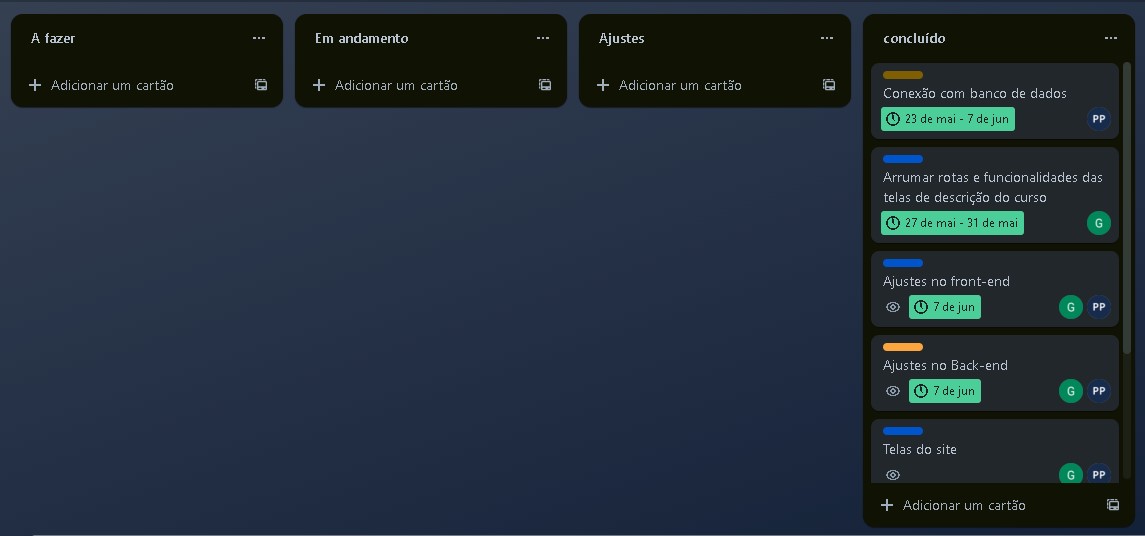 A fazer
Adicionar um cartão
Em andamento
Adicionar um cartão
Ajustes
Adicionar um cartão
concluído
Conexão com banco de dados
23 de mai - 7 de jun
PP
Arrumar rotas e funcionalidades das
telas de descrição do curso
27 de mai - 31 de mai
G
Ajustes no front-end
7 de jun
G PP
Ajustes no Back-end
7 de jun
G PP
Telas do site
G PP
Adicionar um cartão